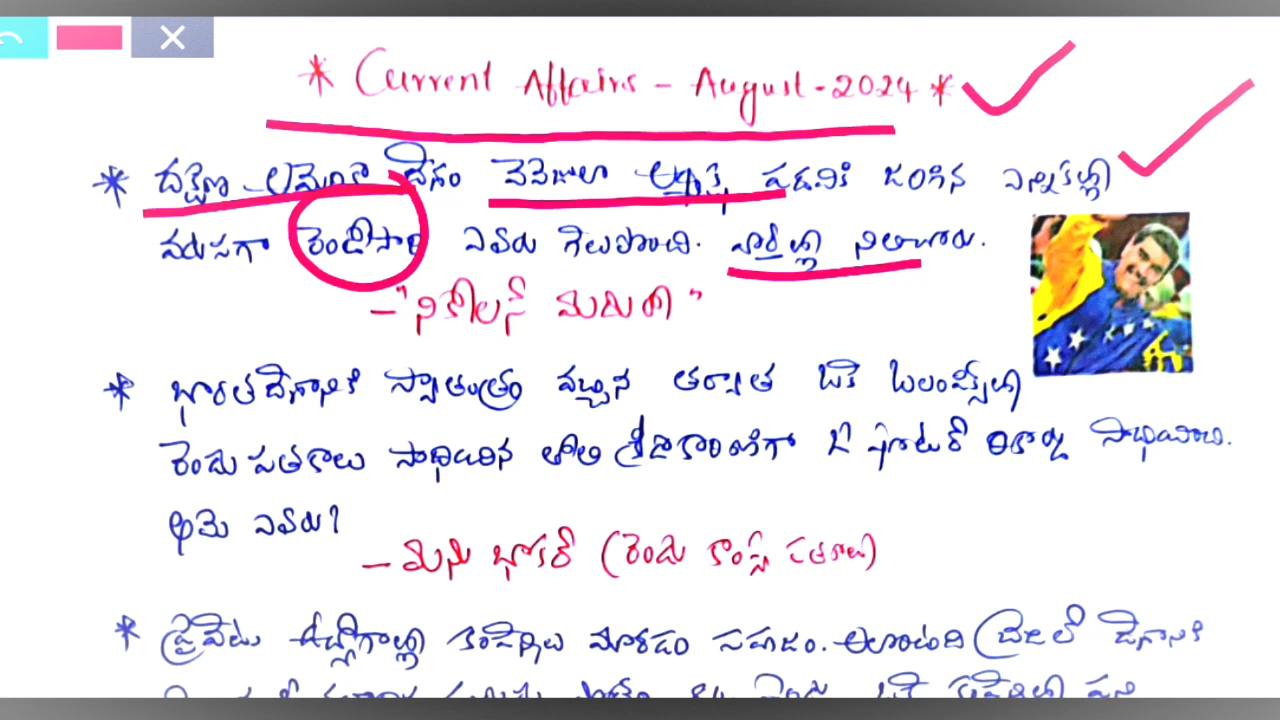 * Current Affairs - August - 2024 *
* దక్షిణ అమెరికా దేశం వెనెజులా అధ్యక్ష పదవికి జరిగిన ఎన్నికల్లో
వరుసగా రెండోసారి ఎవరు గెలుపొంది. వార్తల్లో నిలిచారు.
- "నికోలస్ మదురో"
* భారతదేశానికి స్వాతంత్రం వచ్చిన తర్వాత ఒకే ఒలంపిక్స్‌లో
రెండు పతకాలు సాధించిన తొలి క్రీడాకారిణిగా ఓ షూటర్ రికార్డు సాధించింది.
ఆమె ఎవరు?
- మను భాకర్ (రెండు కాంస్య పతకాలు)
* ప్రైవేటు ఉద్యోగాల్లో కంపెనీలు మారడం సహజం. అలాంటిది బ్రెజిల్ దేశానికి